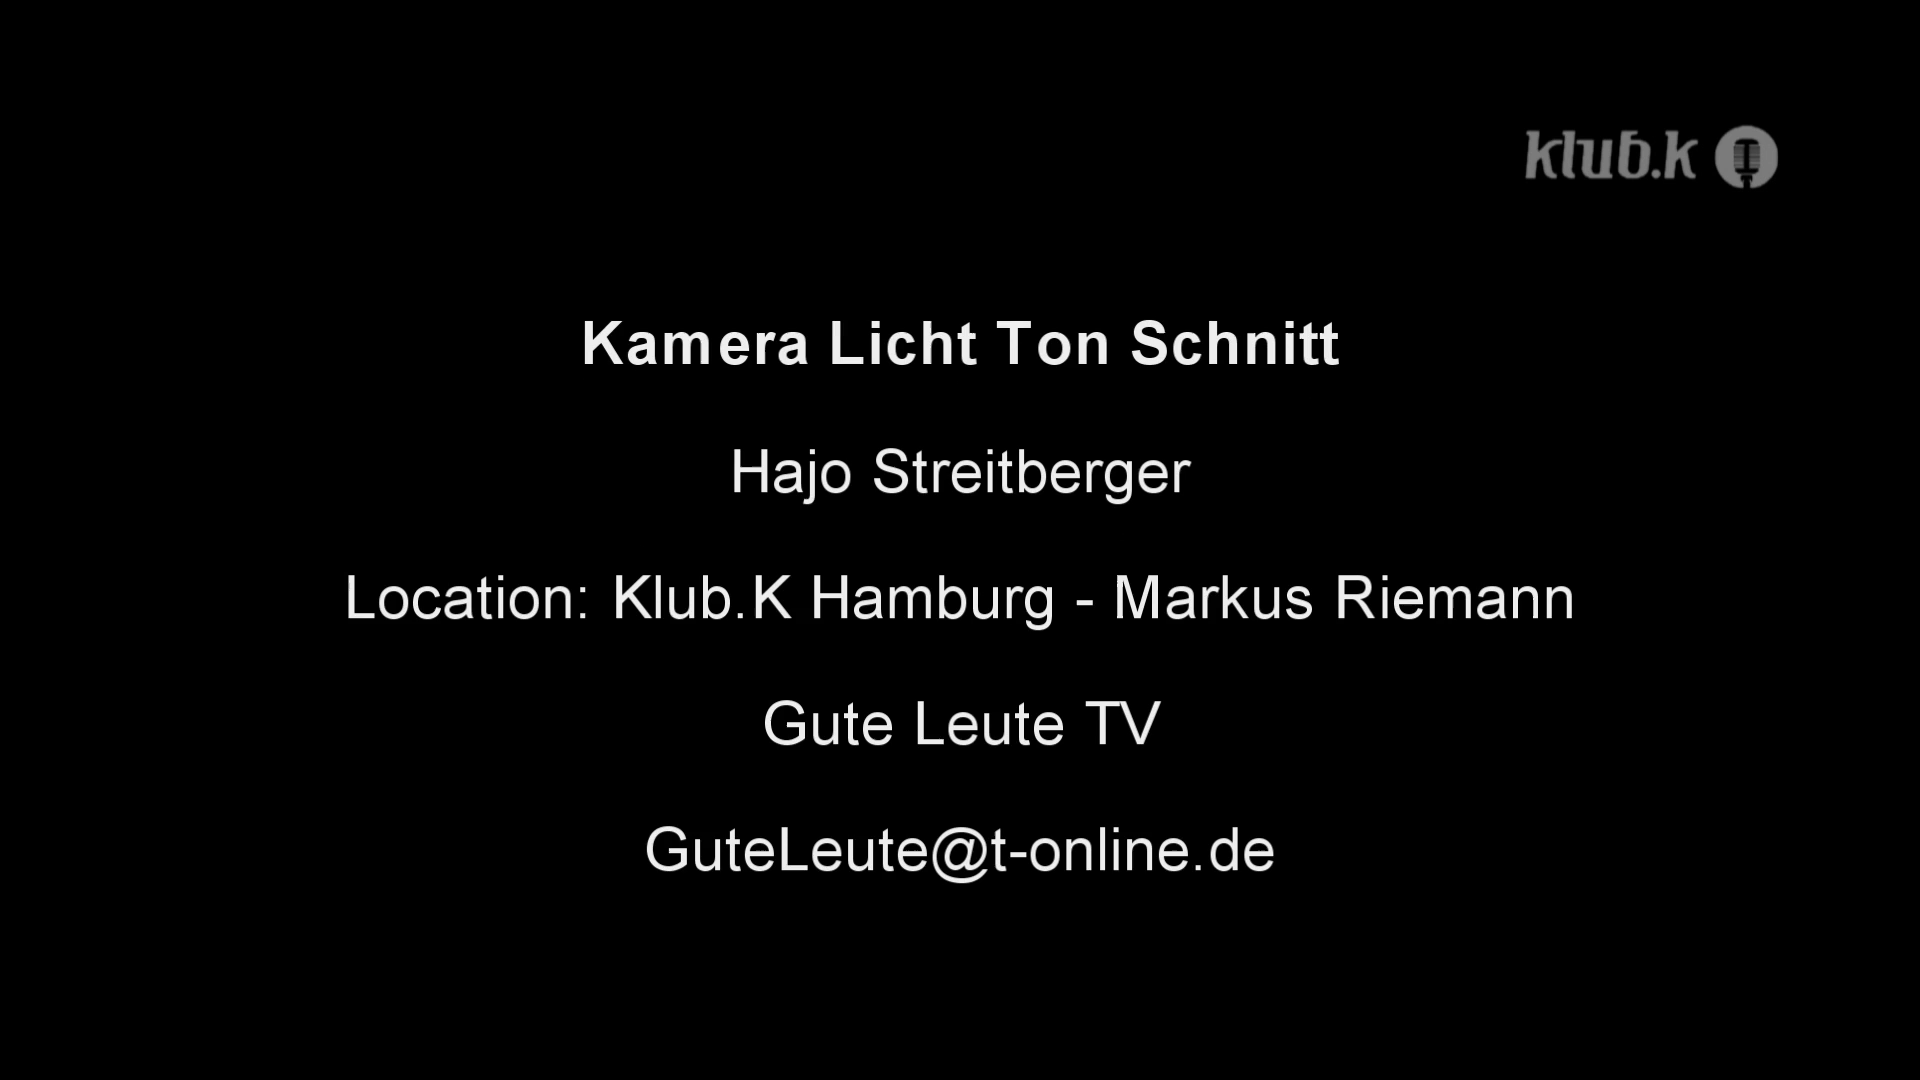 klub.k
Kamera Licht Ton Schnitt
Hajo Streitberger
Location: Klub.K Hamburg - Markus Riemann
Gute Leute TV
GuteLeute@t-online.de